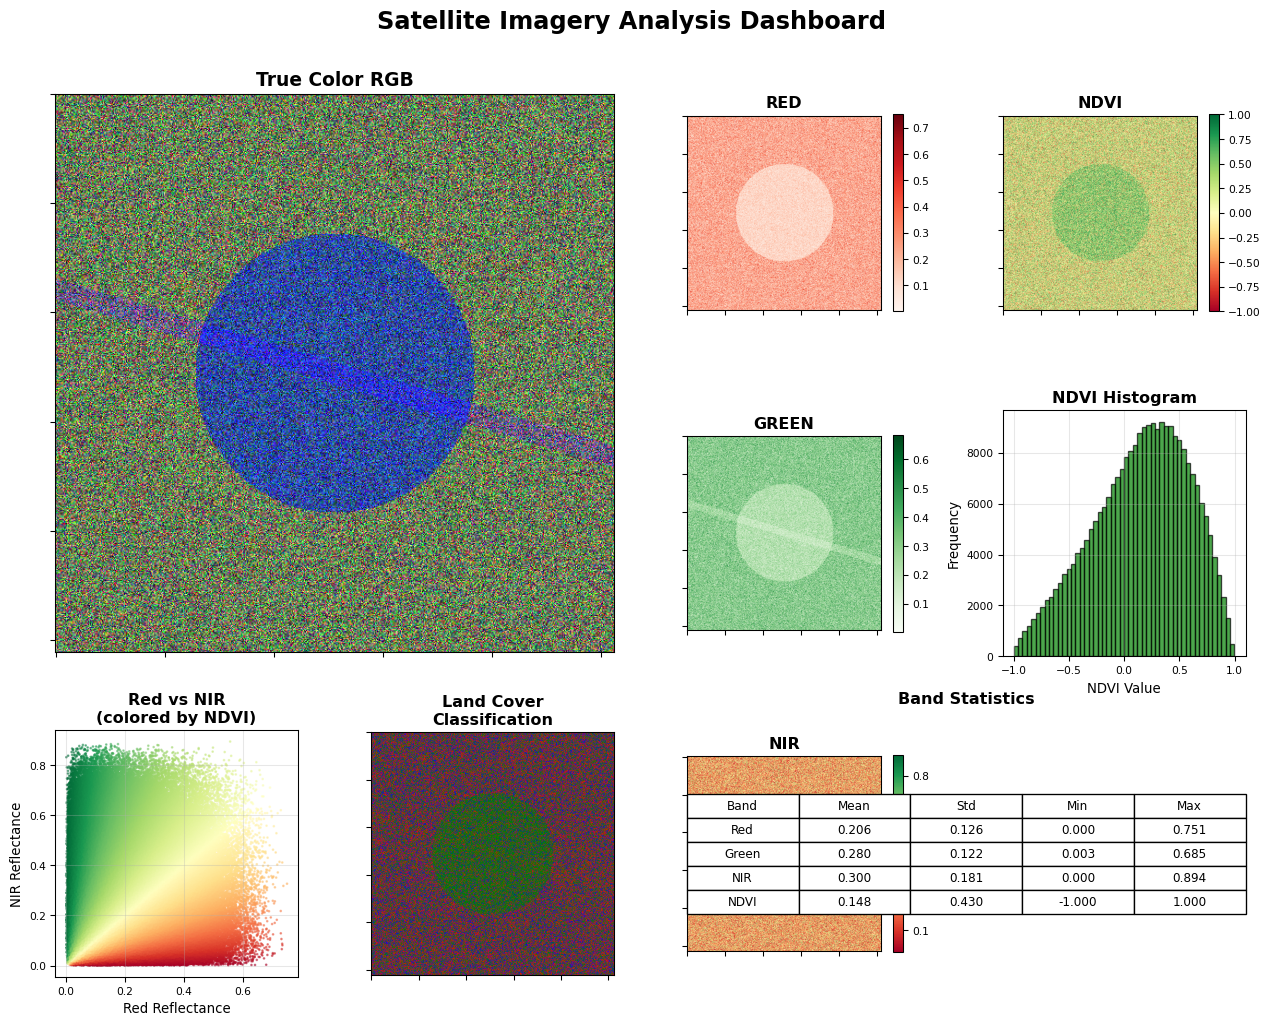 Satellite Imagery Analysis Dashboard
True Color RGB
RED
0.7
0.6
0.5
0.4
0.3
0.2
0.1
NDVI
1.00
0.75
0.50
0.25
0.00
−0.25
−0.50
−0.75
−1.00
GREEN
0.6
0.5
0.4
0.3
0.2
0.1
NDVI Histogram
Frequency
8000
6000
4000
2000
0
−1.0 −0.5 0.0 0.5 1.0
NDVI Value
Red vs NIR
(colored by NDVI)
NIR Reflectance
0.8
0.6
0.4
0.2
0.0
0.0 0.2 0.4 0.6
Red Reflectance
Land Cover
Classification
Band Statistics
NIR
0.8
0.1
Band Mean Std Min Max
Red 0.206 0.126 0.000 0.751
Green 0.280 0.122 0.003 0.685
NIR 0.300 0.181 0.000 0.894
NDVI 0.148 0.430 -1.000 1.000